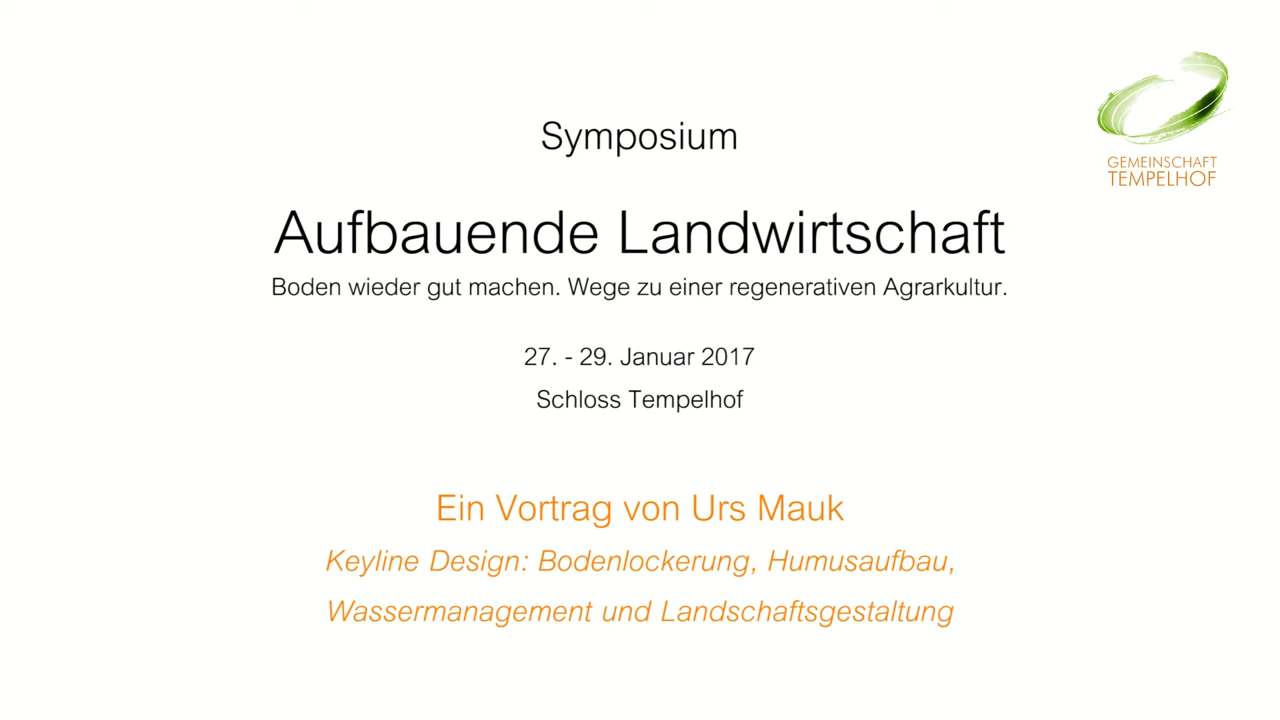 Symposium
GEMEINSCHAFT
TEMPELHOF
Aufbauende Landwirtschaft
Boden wieder gut machen. Wege zu einer regenerativen Agrarkultur.
27. - 29. Januar 2017
Schloss Tempelhof
Ein Vortrag von Urs Mauk
Keyline Design: Bodenlockerung, Humusaufbau,
Wassermanagement und Landschaftsgestaltung